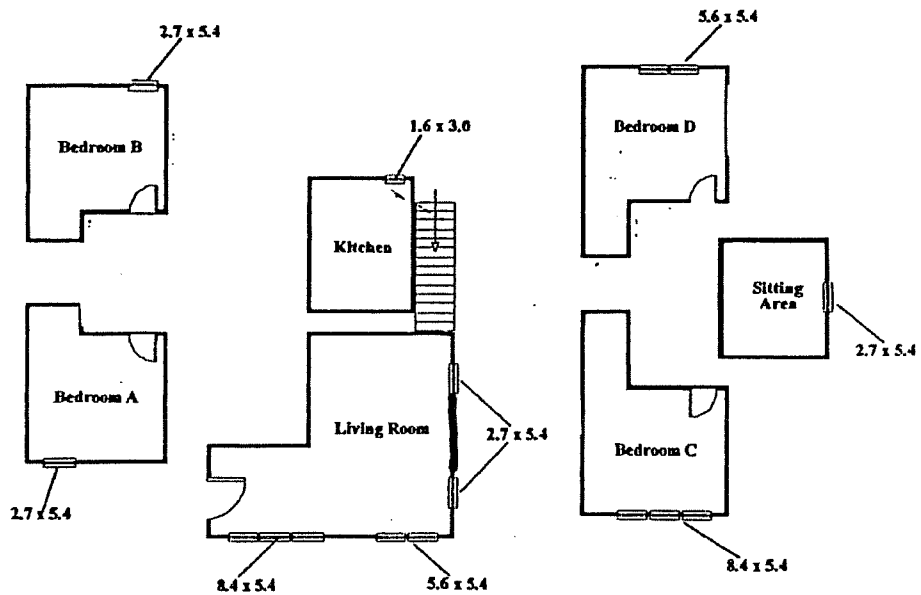 2.7 x 5.4
5.6 x 5.4
Bedroom B
1.6 x 3.0
Bedroom D
Kitchen
Sitting
Area
2.7 x 5.4
Bedroom A
Living Room
2.7 x 5.4
Bedroom C
2.7 x 5.4
8.4 x 5.4
5.6 x 5.4
8.4 x 5.4